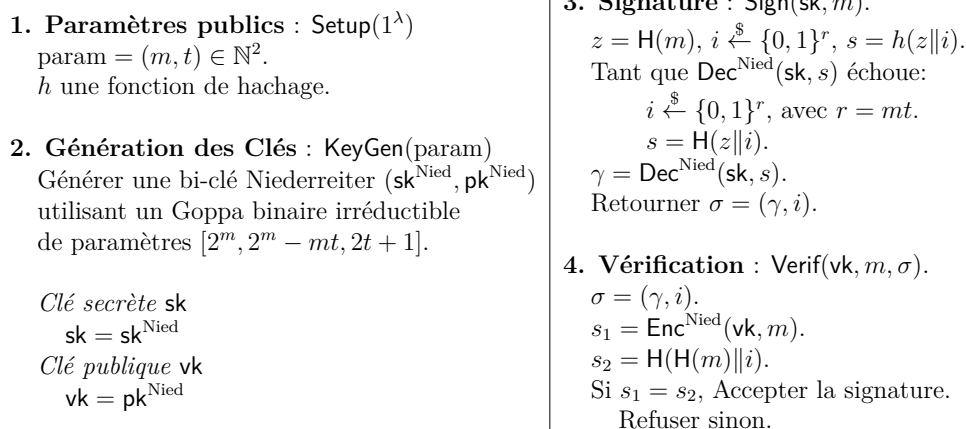 1. Paramètres publics : Setup(1^λ)
param = (m, t) ∈ ℕ².
h une fonction de hachage.
2. Génération des Clés : KeyGen(param)
Générer une bi-clé Niederreiter (sk^Nied, pk^Nied)
utilisant un Goppa binaire irréductible
de paramètres [2^m, 2^m − mt, 2t + 1].
Clé secrète sk
sk = sk^Nied
Clé publique vk
vk = pk^Nied
3. Signature : Sign(sk, m).
z = H(m), i ←$ {0, 1}^r, s = h(z∥i).
Tant que Dec^Nied(sk, s) échoue:
i ←$ {0, 1}^r, avec r = mt.
s = H(z∥i).
γ = Dec^Nied(sk, s).
Retourner σ = (γ, i).
4. Vérification : Verif(vk, m, σ).
σ = (γ, i).
s₁ = Enc^Nied(vk, m).
s₂ = H(H(m)∥i).
Si s₁ = s₂, Accepter la signature.
Refuser sinon.